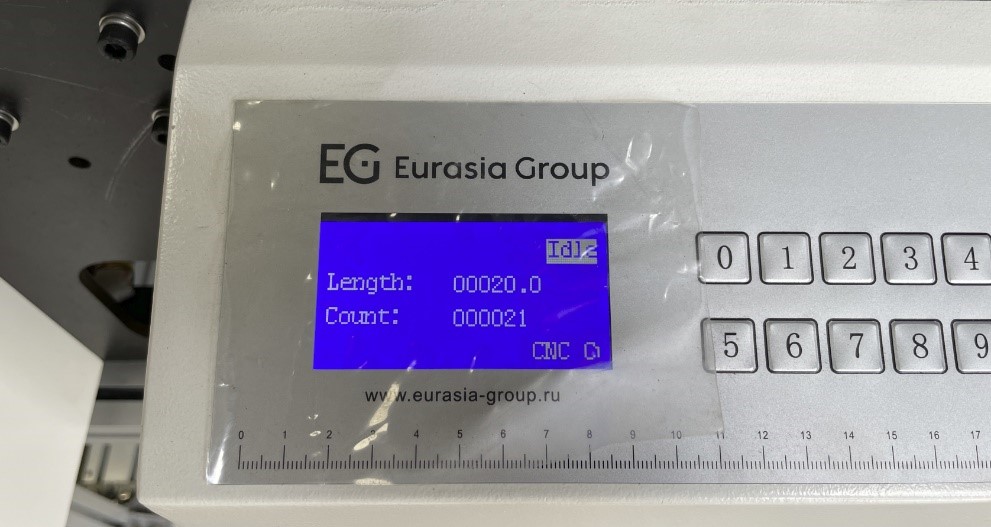 EG Eurasia Group
Idle
Length: 00020.0
Count: 000021
CNC
www.eurasia-group.ru
0 1 2 3 4
5 6 7 8 9
0 1 2 3 4 5 6 7 8 9 10 11 12 13 14 15 16 17